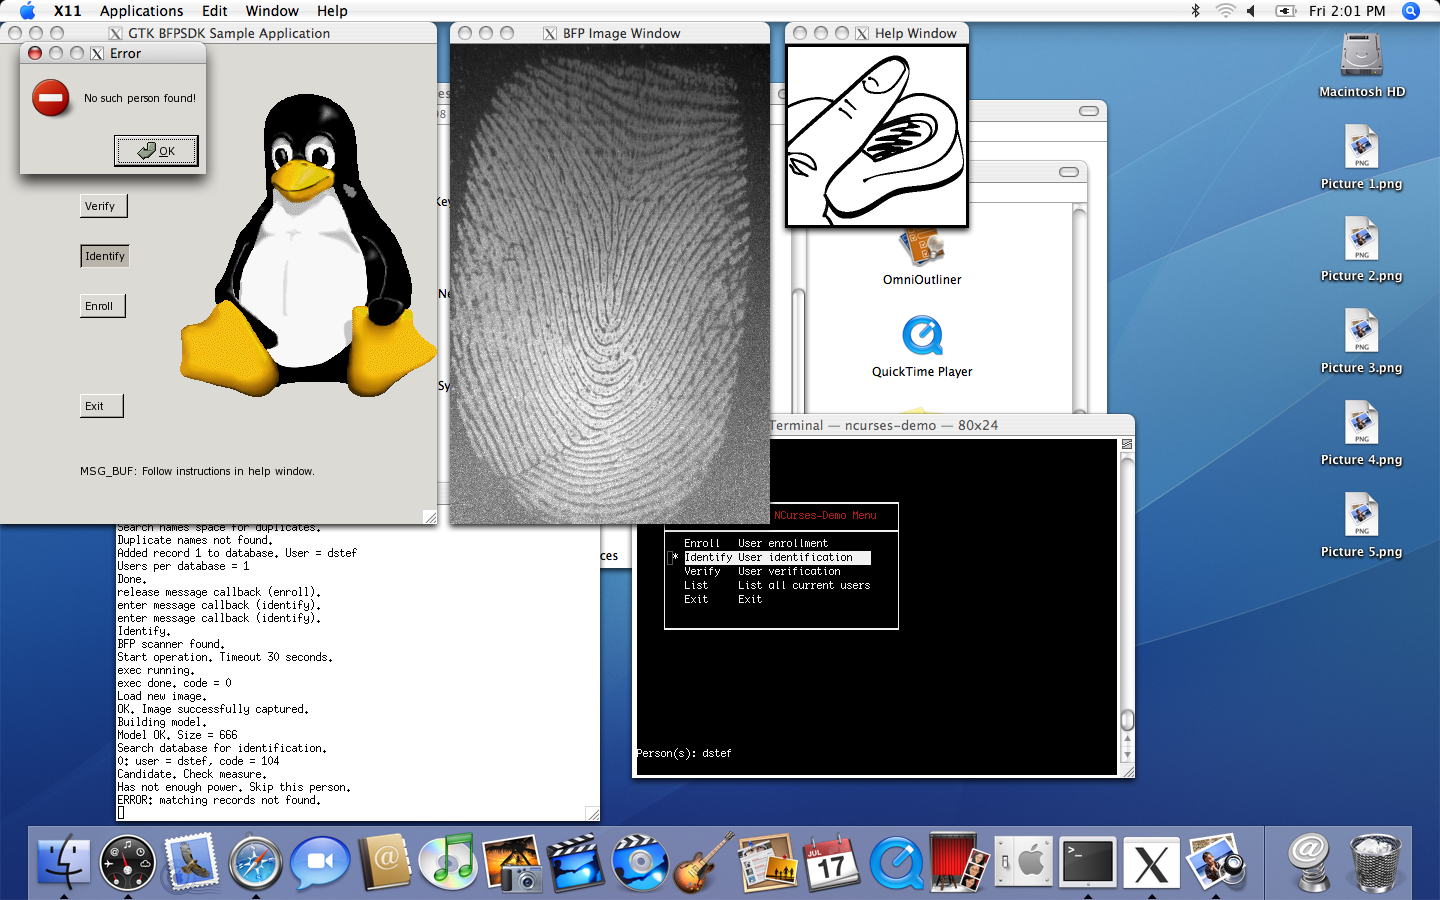 X11 Applications Edit Window Help
Fri 2:01 PM
GTK BFPSDK Sample Application
Error
No such person found!
OK
Verify
Identify
Enroll
Exit
MSG_BUF: Follow instructions in help window.
BFP Image Window
Help Window
OmniOutliner
QuickTime Player
Macintosh HD
PNG
Picture 1.png
PNG
Picture 2.png
PNG
Picture 3.png
PNG
Picture 4.png
PNG
Picture 5.png
Search names space for duplicates.
Duplicate names not found.
Added record 1 to database. User = dstef
Users per database = 1
Done.
release message callback (enroll).
enter message callback (identify).
enter message callback (identify).
Identify.
BFP scanner found.
Start operation. Timeout 30 seconds.
exec running.
exec done. code = 0
Load new image.
OK. Image successfully captured.
Building model.
Model OK. Size = 666
Search database for identification.
0: user = dstef, code = 104
Candidate. Check measure.
Has not enough power. Skip this person.
ERROR: matching records not found.
Terminal — ncurses-demo — 80x24
NCurses-Demo Menu
Enroll User enrollment
* Identify User identification
Verify User verification
List List all current users
Exit Exit
Person(s): dstef
JUL
17